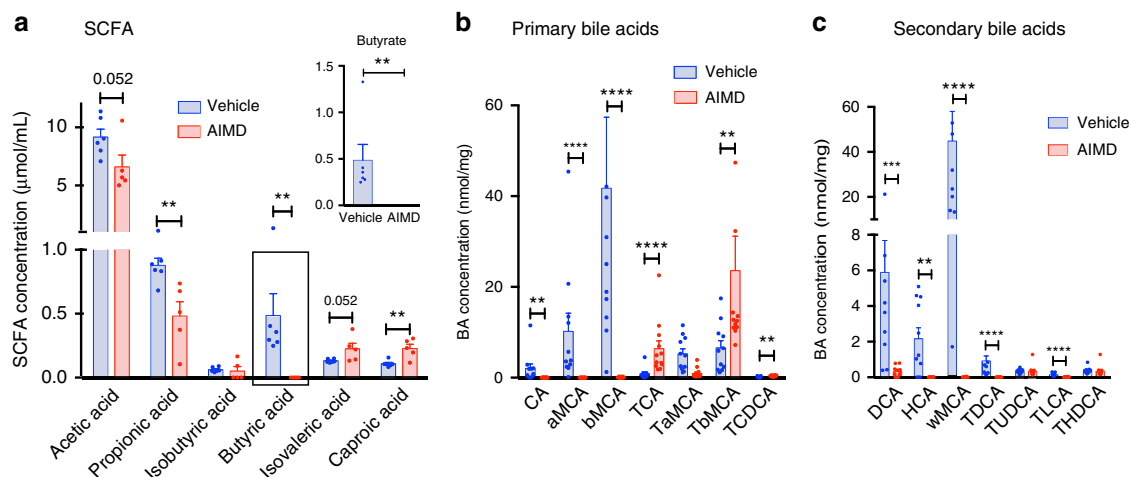 a SCFA
Butyrate
**
1.5
1.0
0.5
0.0
Vehicle AIMD
0.052
Vehicle
AIMD
**
**
0.052
**
SCFA concentration (μmol/mL)
10
5
1.0
0.5
0.0
Acetic acid
Propionic acid
Isobutyric acid
Butyric acid
Isovaleric acid
Caproic acid
b Primary bile acids
Vehicle
AIMD
**
****
****
****
**
**
BA concentration (nmol/mg)
60
40
20
0
CA
aMCA
bMCA
TCA
TaMCA
TbMCA
TCDCA
c Secondary bile acids
Vehicle
AIMD
***
**
****
****
****
BA concentration (nmol/mg)
60
40
20
8
6
4
2
0
DCA
HCA
wMCA
TDCA
TUDCA
TLCA
THDCA